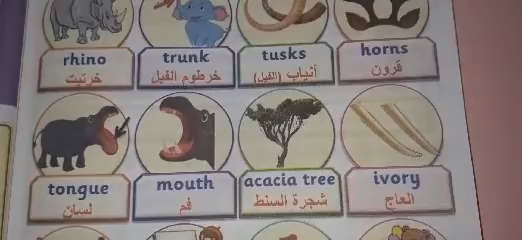 rhino
خرتيت
trunk
خرطوم الفيل
tusks
أنياب (الفيل)
horns
قرون
tongue
لسان
mouth
فم
acacia tree
شجرة السنط
ivory
العاج